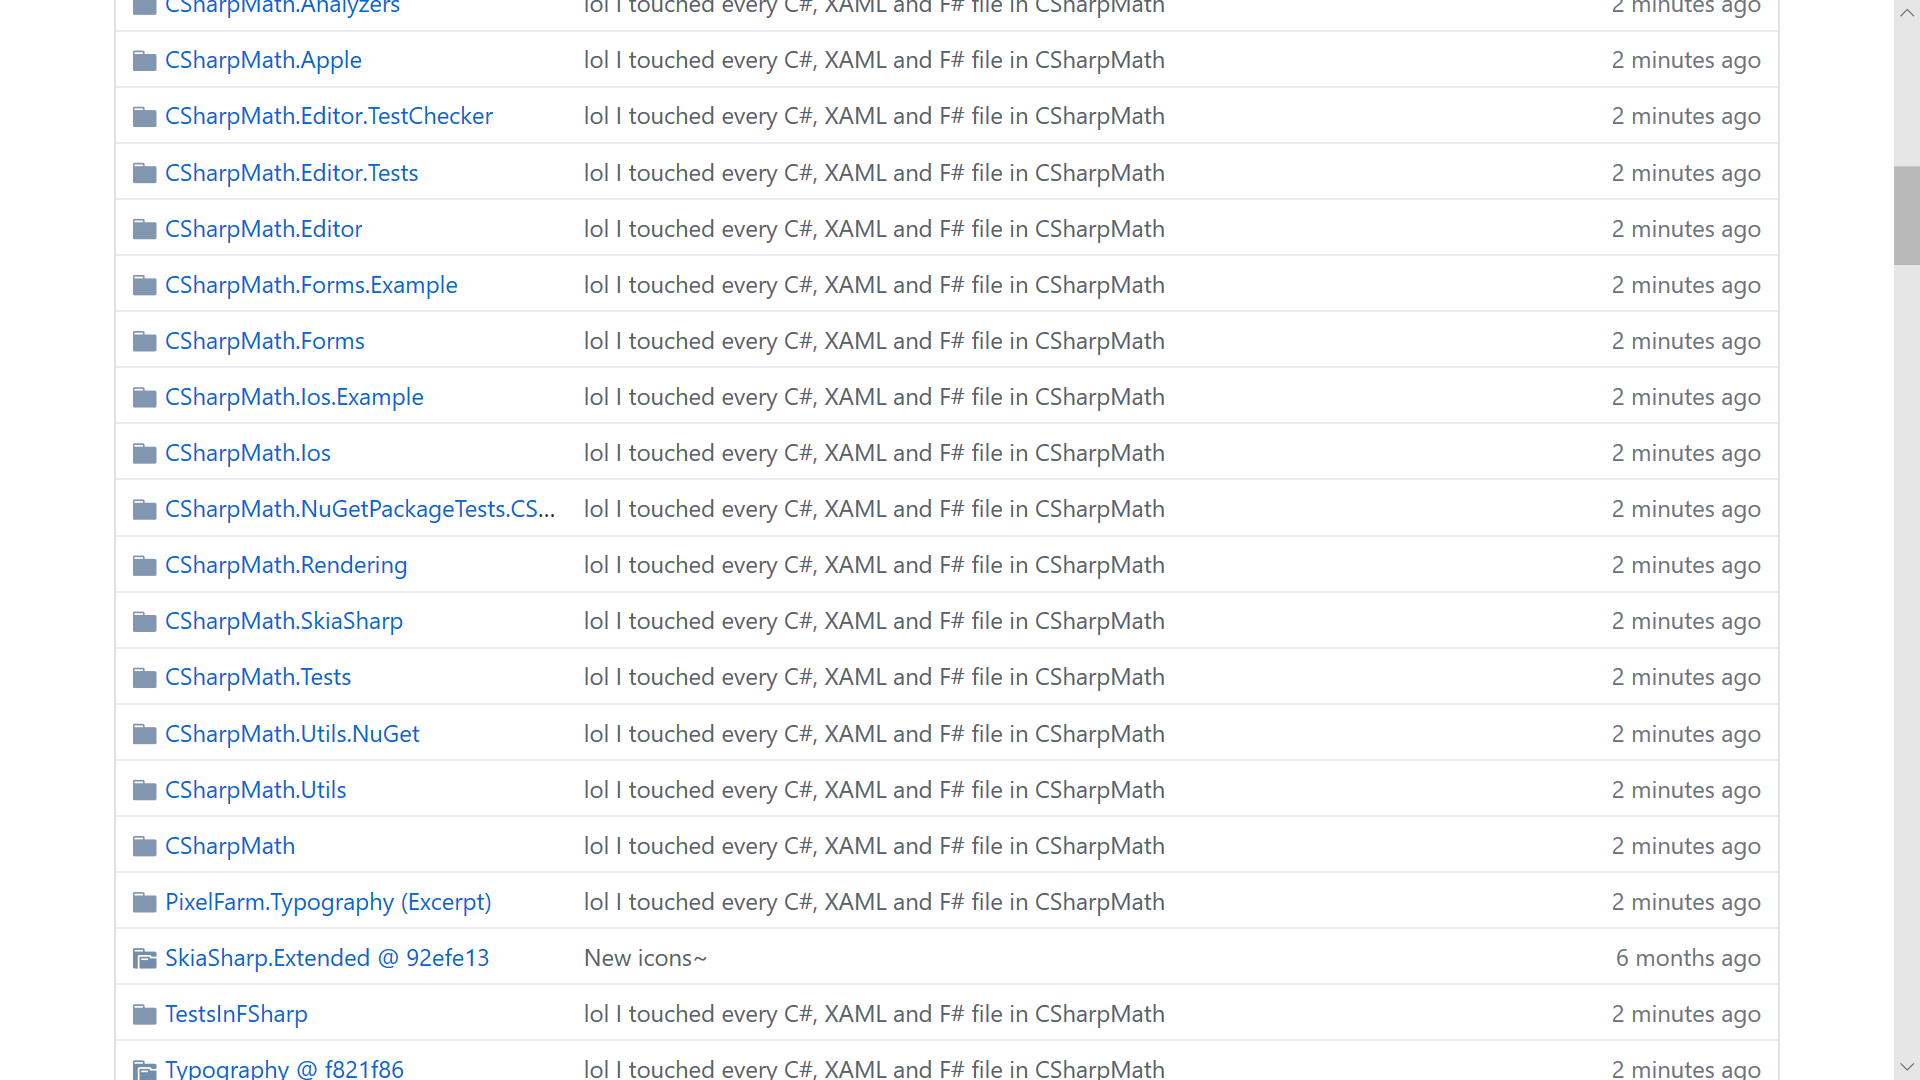 CSharpMath.Analyzers lol I touched every C#, XAML and F# file in CSharpMath 2 minutes ago
CSharpMath.Apple lol I touched every C#, XAML and F# file in CSharpMath 2 minutes ago
CSharpMath.Editor.TestChecker lol I touched every C#, XAML and F# file in CSharpMath 2 minutes ago
CSharpMath.Editor.Tests lol I touched every C#, XAML and F# file in CSharpMath 2 minutes ago
CSharpMath.Editor lol I touched every C#, XAML and F# file in CSharpMath 2 minutes ago
CSharpMath.Forms.Example lol I touched every C#, XAML and F# file in CSharpMath 2 minutes ago
CSharpMath.Forms lol I touched every C#, XAML and F# file in CSharpMath 2 minutes ago
CSharpMath.Ios.Example lol I touched every C#, XAML and F# file in CSharpMath 2 minutes ago
CSharpMath.Ios lol I touched every C#, XAML and F# file in CSharpMath 2 minutes ago
CSharpMath.NuGetPackageTests.CS... lol I touched every C#, XAML and F# file in CSharpMath 2 minutes ago
CSharpMath.Rendering lol I touched every C#, XAML and F# file in CSharpMath 2 minutes ago
CSharpMath.SkiaSharp lol I touched every C#, XAML and F# file in CSharpMath 2 minutes ago
CSharpMath.Tests lol I touched every C#, XAML and F# file in CSharpMath 2 minutes ago
CSharpMath.Utils.NuGet lol I touched every C#, XAML and F# file in CSharpMath 2 minutes ago
CSharpMath.Utils lol I touched every C#, XAML and F# file in CSharpMath 2 minutes ago
CSharpMath lol I touched every C#, XAML and F# file in CSharpMath 2 minutes ago
PixelFarm.Typography (Excerpt) lol I touched every C#, XAML and F# file in CSharpMath 2 minutes ago
SkiaSharp.Extended @ 92efe13 New icons~ 6 months ago
TestsInFSharp lol I touched every C#, XAML and F# file in CSharpMath 2 minutes ago
Typography @ f821f86 lol I touched every C#, XAML and F# file in CSharpMath 2 minutes ago